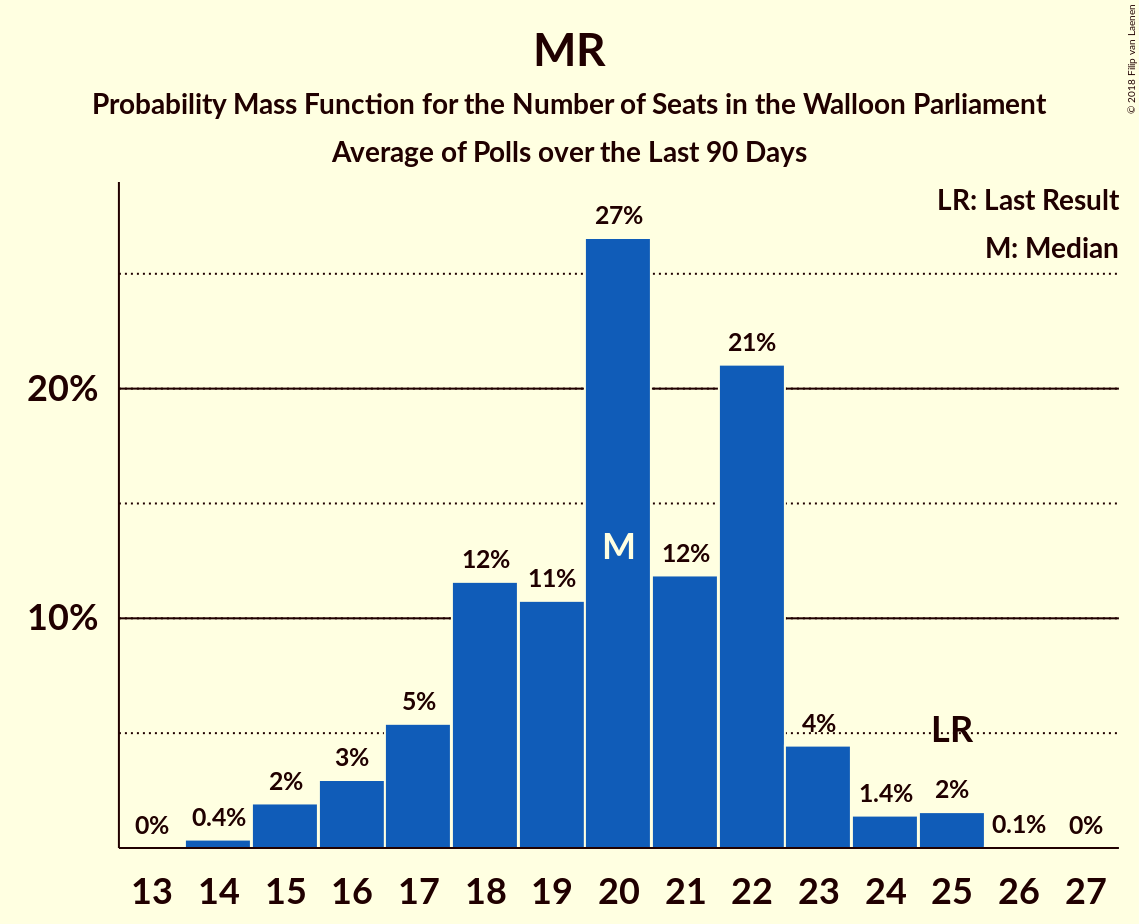 MR
Probability Mass Function for the Number of Seats in the Walloon Parliament
Average of Polls over the Last 90 Days
© 2018 Filip van Laenen
LR: Last Result
M: Median
27%
21%
20%
M
12%
11%
12%
10%
5%
4%
LR
3%
2%
1.4%
2%
0%
0.4%
0.1%
0%
13 14 15 16 17 18 19 20 21 22 23 24 25 26 27